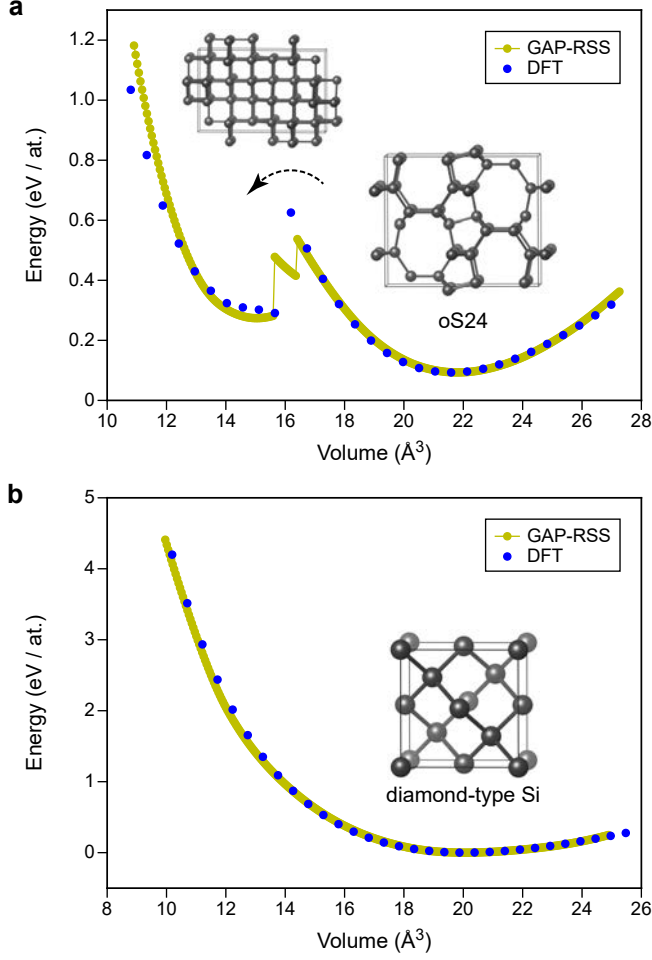 a
1.2
1.0
0.8
0.6
0.4
0.2
0
Energy (eV / at.)
GAP-RSS
DFT
oS24
10 12 14 16 18 20 22 24 26 28
Volume (Å³)
b
5
4
3
2
1
0
Energy (eV / at.)
GAP-RSS
DFT
diamond-type Si
8 10 12 14 16 18 20 22 24 26
Volume (Å³)